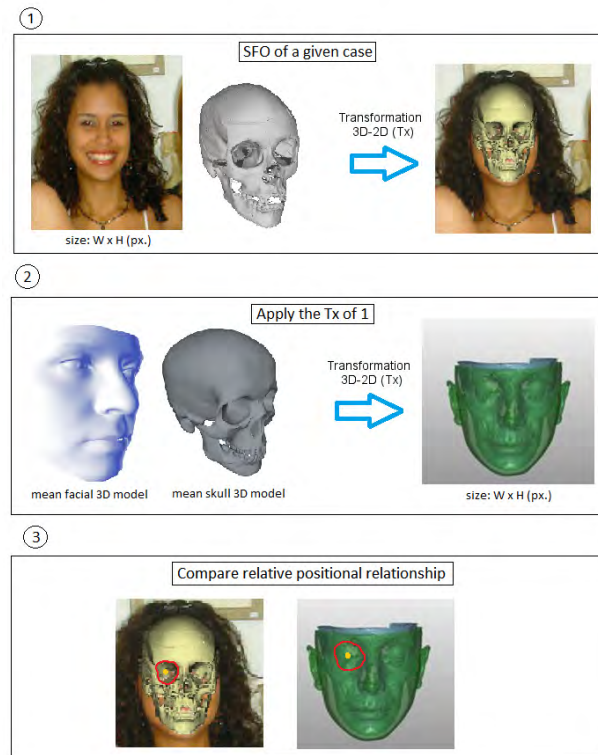 1
SFO of a given case
Transformation
3D-2D (Tx)
size: W x H (px.)
2
Apply the Tx of 1
Transformation
3D-2D (Tx)
mean facial 3D model
mean skull 3D model
size: W x H (px.)
3
Compare relative positional relationship